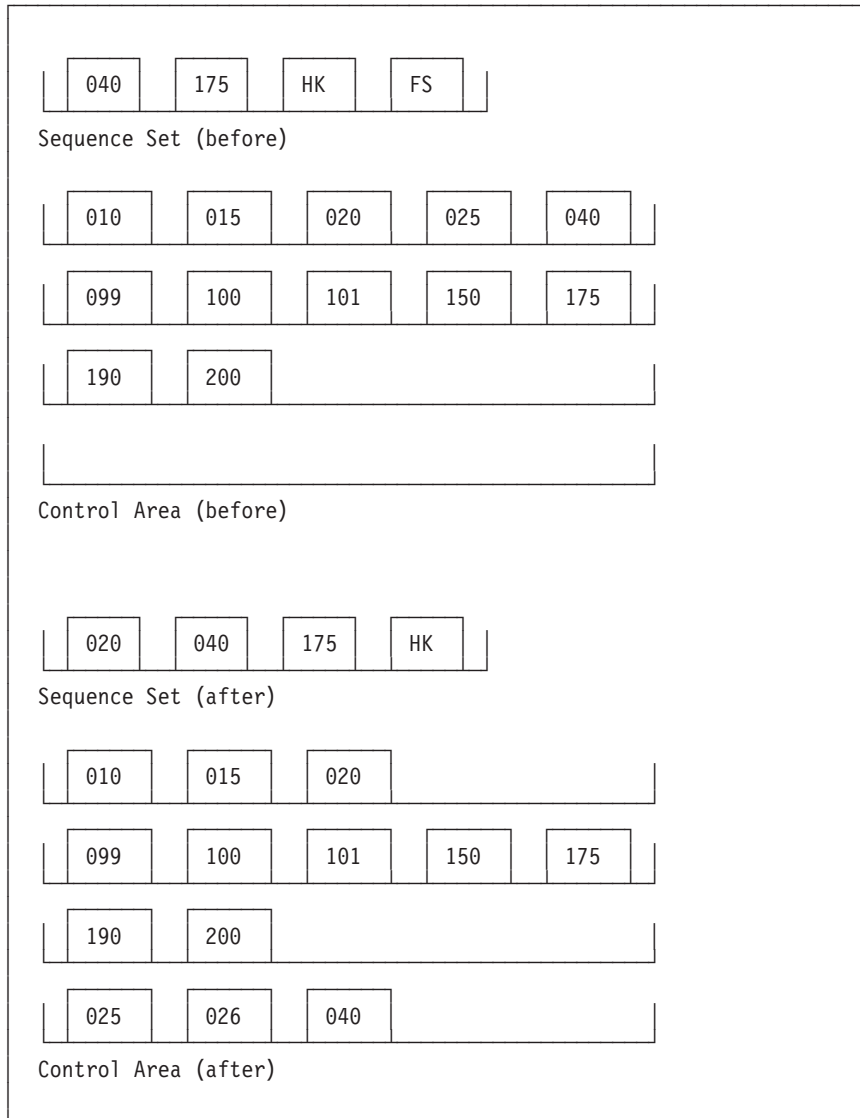 040 175 HK FS
Sequence Set (before)
010 015 020 025 040
099 100 101 150 175
190 200
Control Area (before)
020 040 175 HK
Sequence Set (after)
010 015 020
099 100 101 150 175
190 200
025 026 040
Control Area (after)